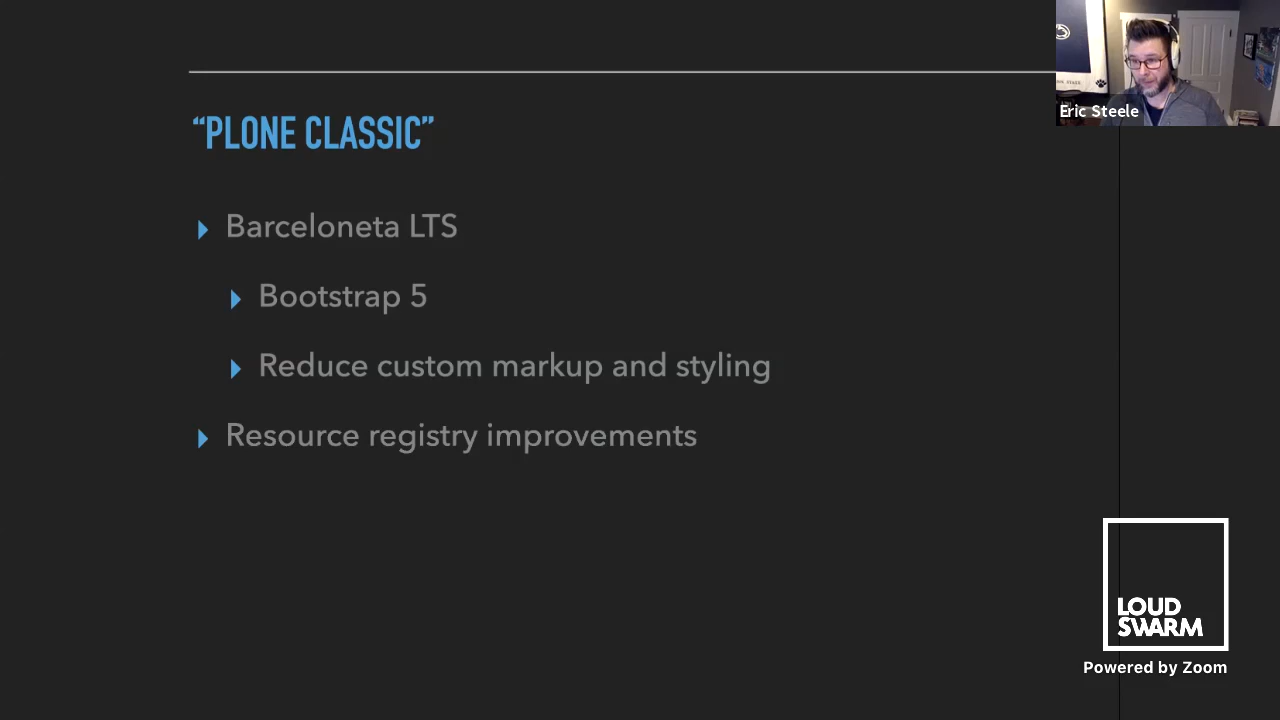 “PLONE CLASSIC”
Barceloneta LTS
Bootstrap 5
Reduce custom markup and styling
Resource registry improvements
Eric Steele
LOUD
SWARM
Powered by Zoom